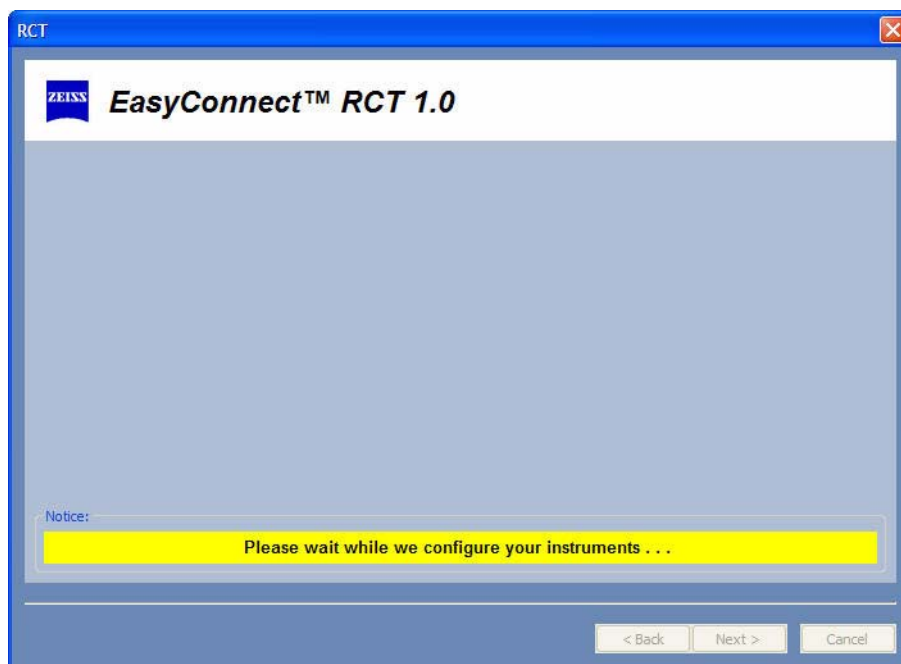 RCT
ZEISS
EasyConnect™ RCT 1.0
Notice:
Please wait while we configure your instruments . . .
< Back
Next >
Cancel